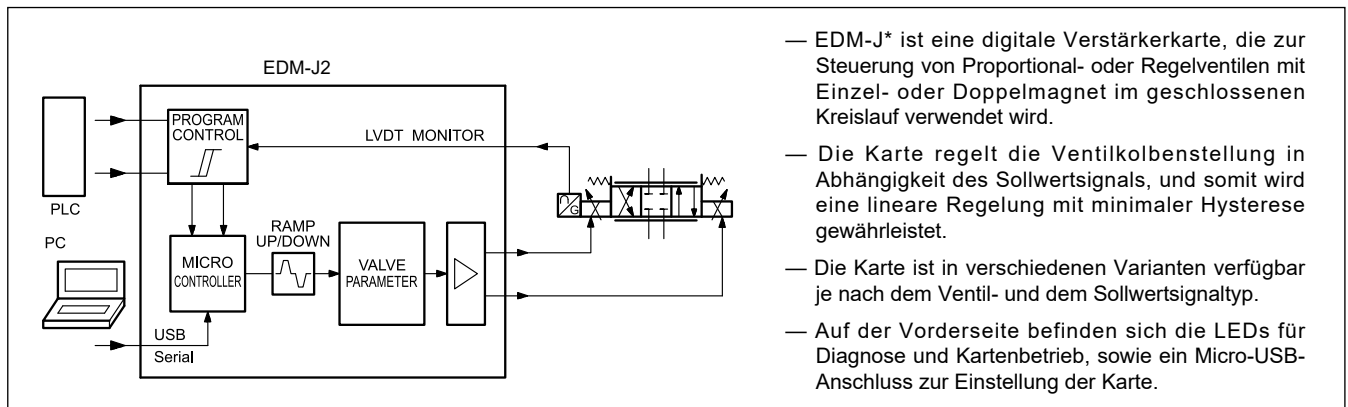 EDM-J2
PLC
PC
PROGRAM
CONTROL
LVDT MONITOR
G
MICRO
CONTROLLER
RAMP
UP/DOWN
VALVE
PARAMETER
USB
Serial
— EDM-J* ist eine digitale Verstärkerkarte, die zur
Steuerung von Proportional- oder Regelventilen mit
Einzel- oder Doppelmagnet im geschlossenen
Kreislauf verwendet wird.
— Die Karte regelt die Ventilkolbenstellung in
Abhängigkeit des Sollwertsignals, und somit wird
eine lineare Regelung mit minimaler Hysterese
gewährleistet.
— Die Karte ist in verschiedenen Varianten verfügbar
je nach dem Ventil- und dem Sollwertsignaltyp.
— Auf der Vorderseite befinden sich die LEDs für
Diagnose und Kartenbetrieb, sowie ein Micro-USB-
Anschluss zur Einstellung der Karte.